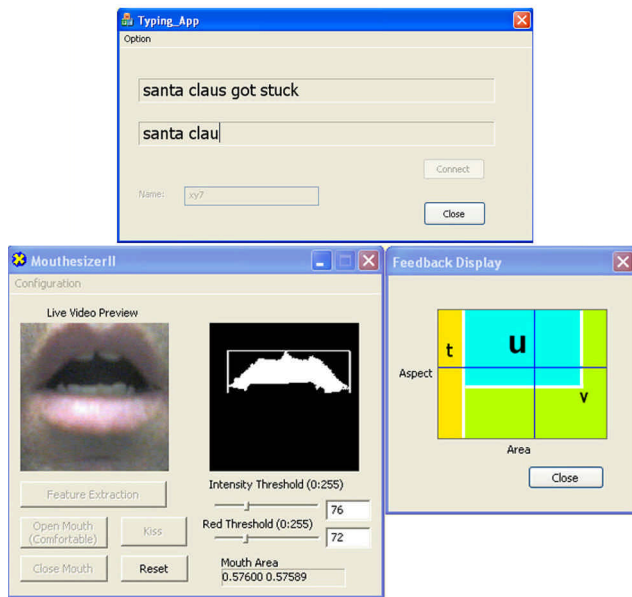 Typing_App
Option
santa claus got stuck
santa clau
Connect
Name: xy7
Close
MouthesizerII
Configuration
Live Video Preview
Feature Extraction
Open Mouth
(Comfortable)
Kiss
Close Mouth
Reset
Intensity Threshold (0:255)
76
Red Threshold (0:255)
72
Mouth Area
0.57600 0.57589
Feedback Display
t
u
v
Aspect
Area
Close